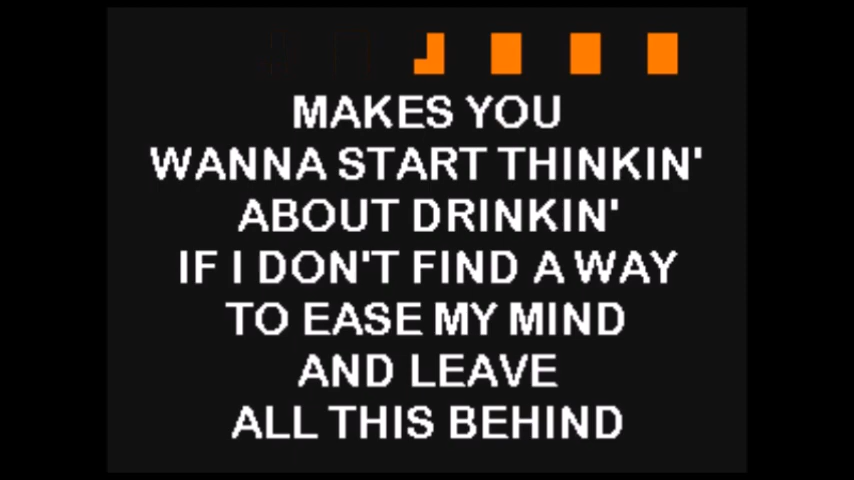 MAKES YOU
WANNA START THINKIN'
ABOUT DRINKIN'
IF I DON'T FIND A WAY
TO EASE MY MIND
AND LEAVE
ALL THIS BEHIND